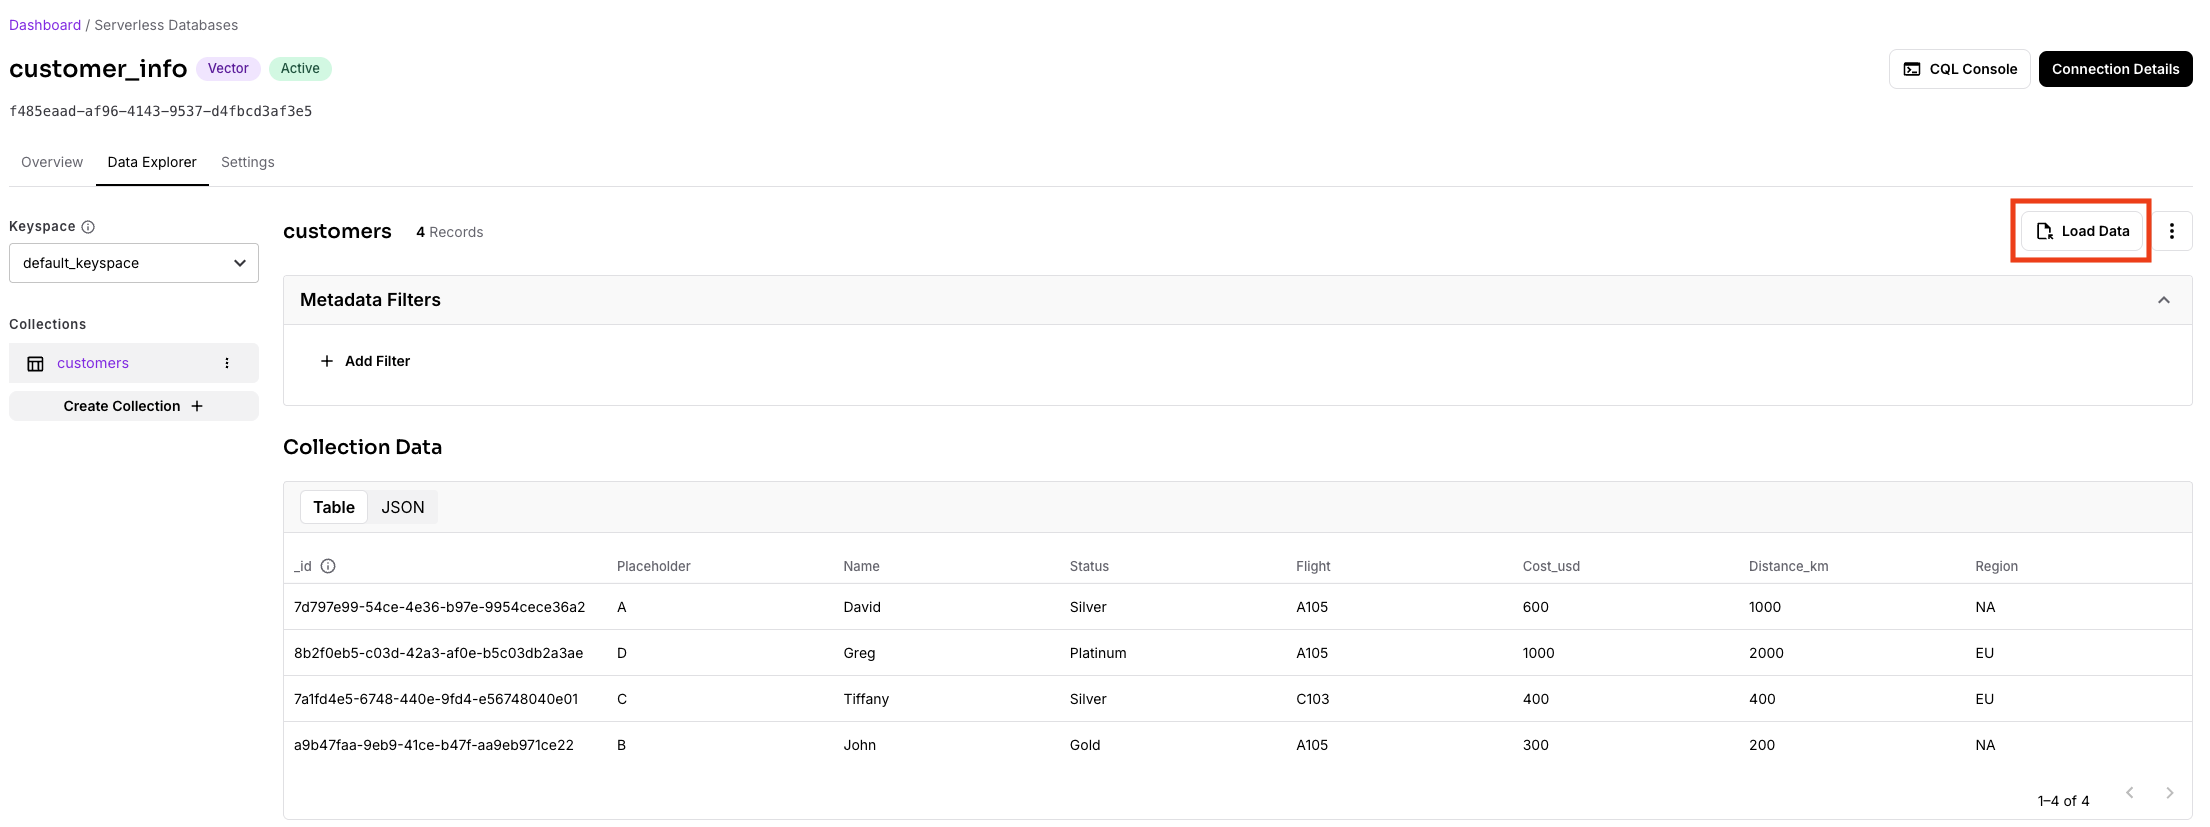 Dashboard / Serverless Databases
customer_info Vector Active
CQL Console Connection Details
f485eaad-af96-4143-9537-d4fbcd3af3e5
Overview Data Explorer Settings
Keyspace
default_keyspace
Collections
customers
Create Collection +
customers 4 Records
Load Data
Metadata Filters
+ Add Filter
Collection Data
Table JSON
_id Placeholder Name Status Flight Cost_usd Distance_km Region
7d797e99-54ce-4e36-b97e-9954cece36a2 A David Silver A105 600 1000 NA
8b2f0eb5-c03d-42a3-af0e-b5c03db2a3ae D Greg Platinum A105 1000 2000 EU
7a1fd4e5-6748-440e-9fd4-e56748040e01 C Tiffany Silver C103 400 400 EU
a9b47faa-9eb9-41ce-b47f-aa9eb971ce22 B John Gold A105 300 200 NA
1–4 of 4